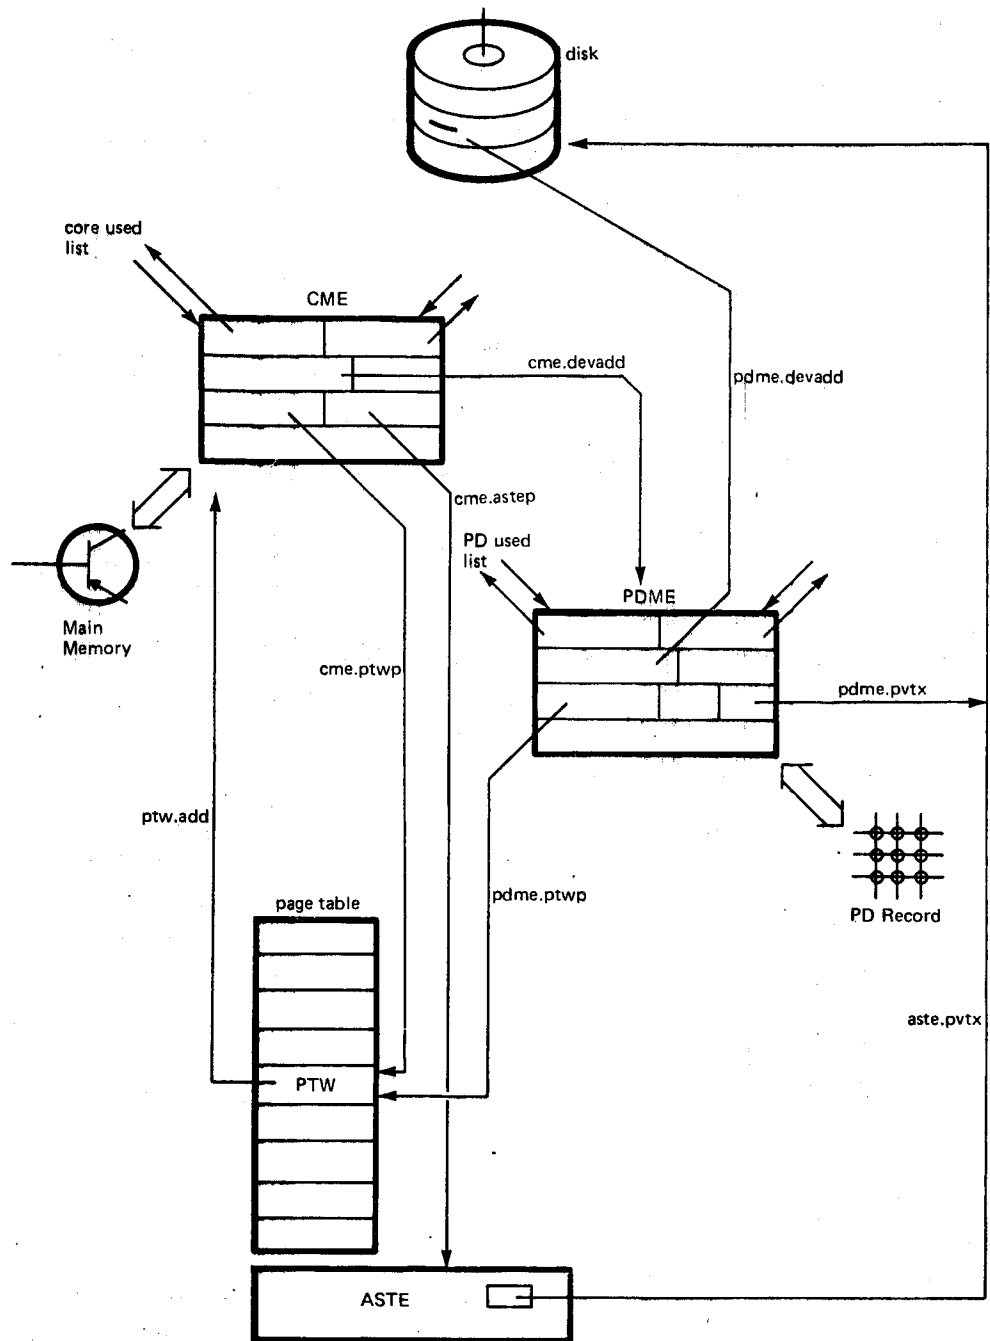 disk
core used
list
CME
cme.devadd
pdme.devadd
cme.astep
PD used
list
PDME
Main
Memory
cme.ptwp
pdme.pvtx
ptw.add
pdme.ptwp
page table
PD Record
aste.pvtx
PTW
ASTE